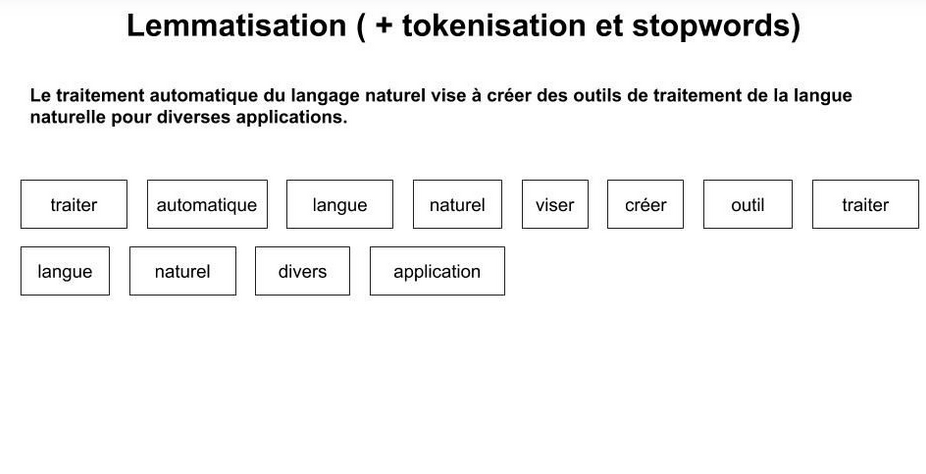 Lemmatisation ( + tokenisation et stopwords)
Le traitement automatique du langage naturel vise à créer des outils de traitement de la langue
naturelle pour diverses applications.
traiter automatique langue naturel viser créer outil traiter
langue naturel divers application